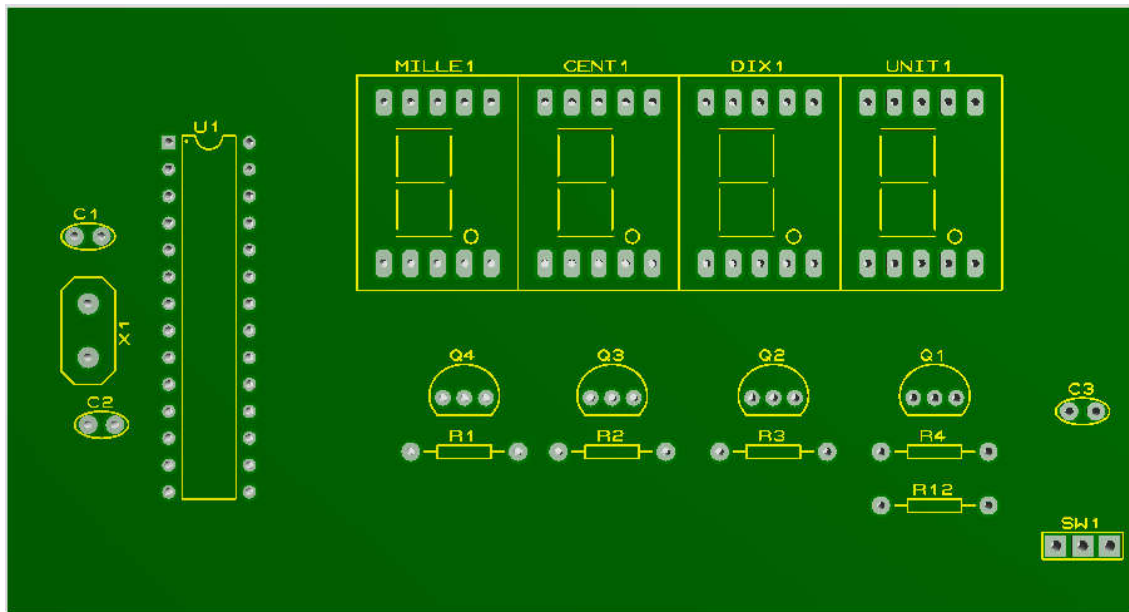 MILLE1 CENT1 DIX1 UNIT1
U1
C1
X1
C2
Q4 Q3 Q2 Q1
C3
R1 R2 R3 R4
R12
SW1